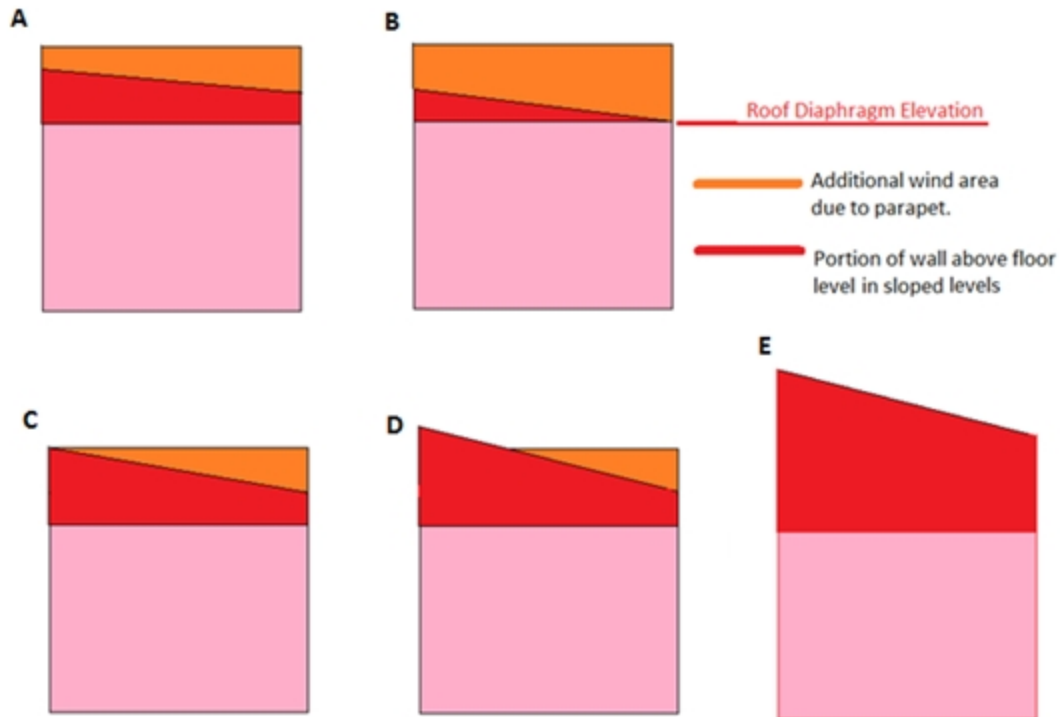 A
B
Roof Diaphragm Elevation
Additional wind area
due to parapet.
Portion of wall above floor
level in sloped levels
C
D
E